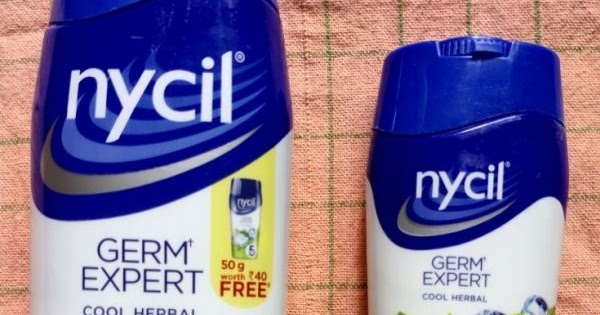 nycil®
GERM†
EXPERT
COOL HERBAL
50 g
worth ₹40
FREE*
nycil®
GERM†
EXPERT
COOL HERBAL